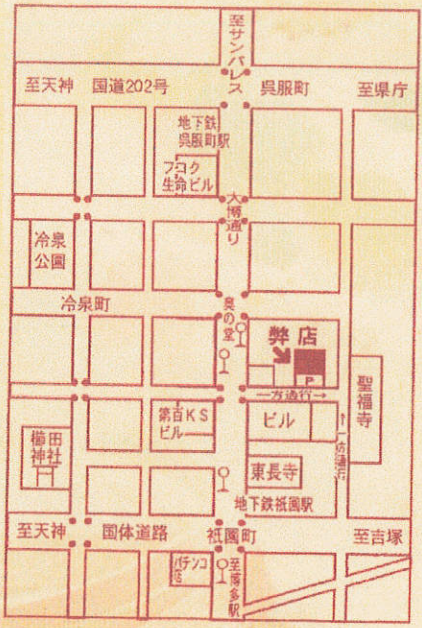 至サンパレス
至天神
国道202号
呉服町
至県庁
地下鉄
呉服町駅
フコク
生命ビル
大博通り
冷泉
公園
冷泉町
奥の堂
弊店
P
一方通行→
聖福寺
第百KS
ビル
ビル
←一方通行
櫛田
神社
東長寺
地下鉄祇園駅
至天神
国体道路
祇園町
至吉塚
パチンコ
店
至博多駅